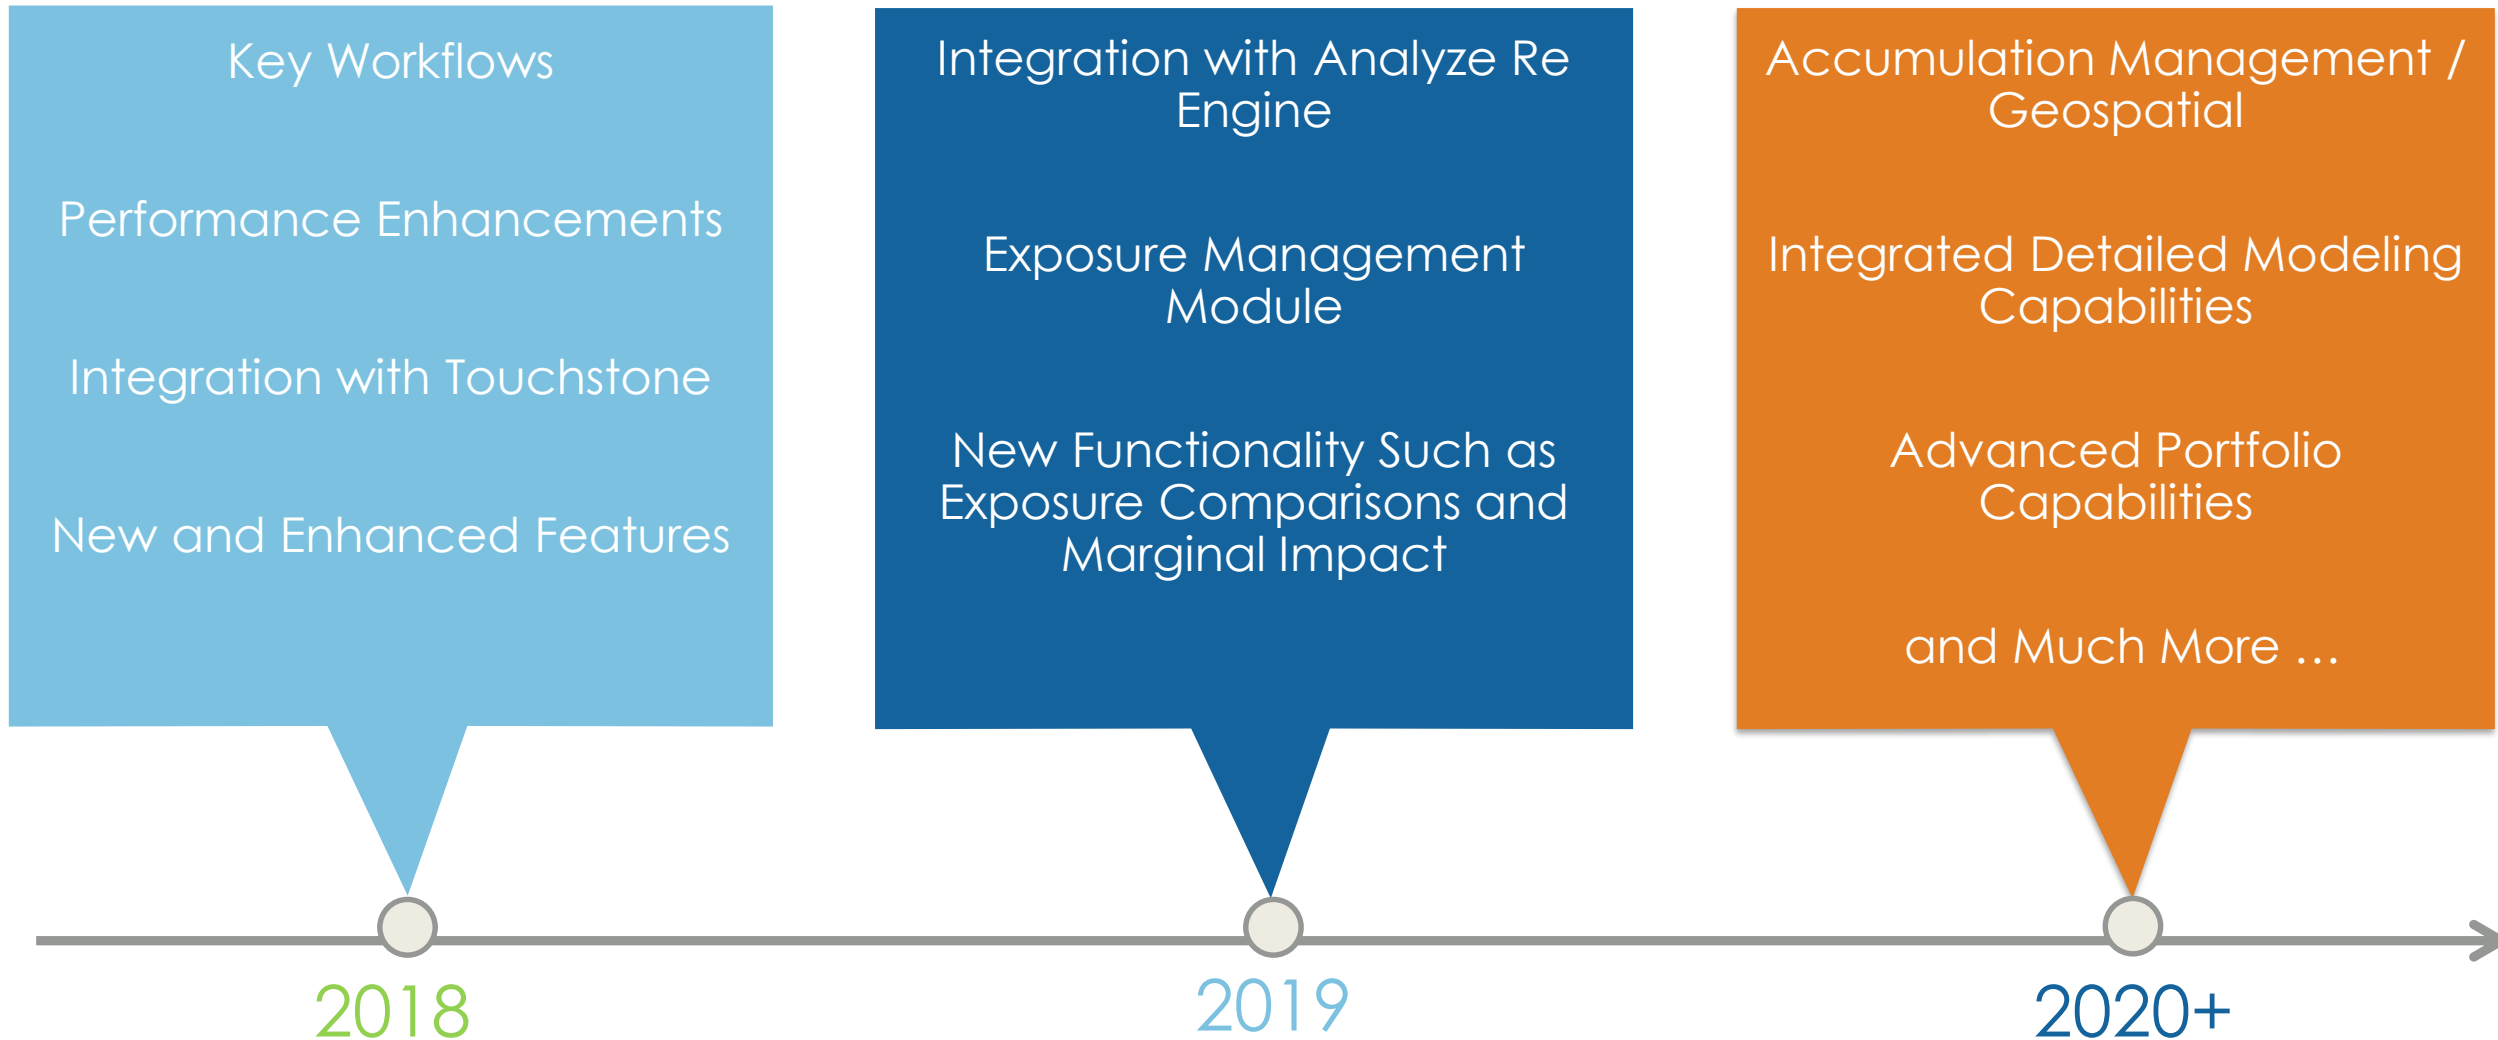 Key Workflows
Performance Enhancements
Integration with Touchstone
New and Enhanced Features
Integration with Analyze Re
Engine
Exposure Management
Module
New Functionality Such as
Exposure Comparisons and
Marginal Impact
Accumulation Management /
Geospatial
Integrated Detailed Modeling
Capabilities
Advanced Portfolio
Capabilities
and Much More ...
2018
2019
2020+